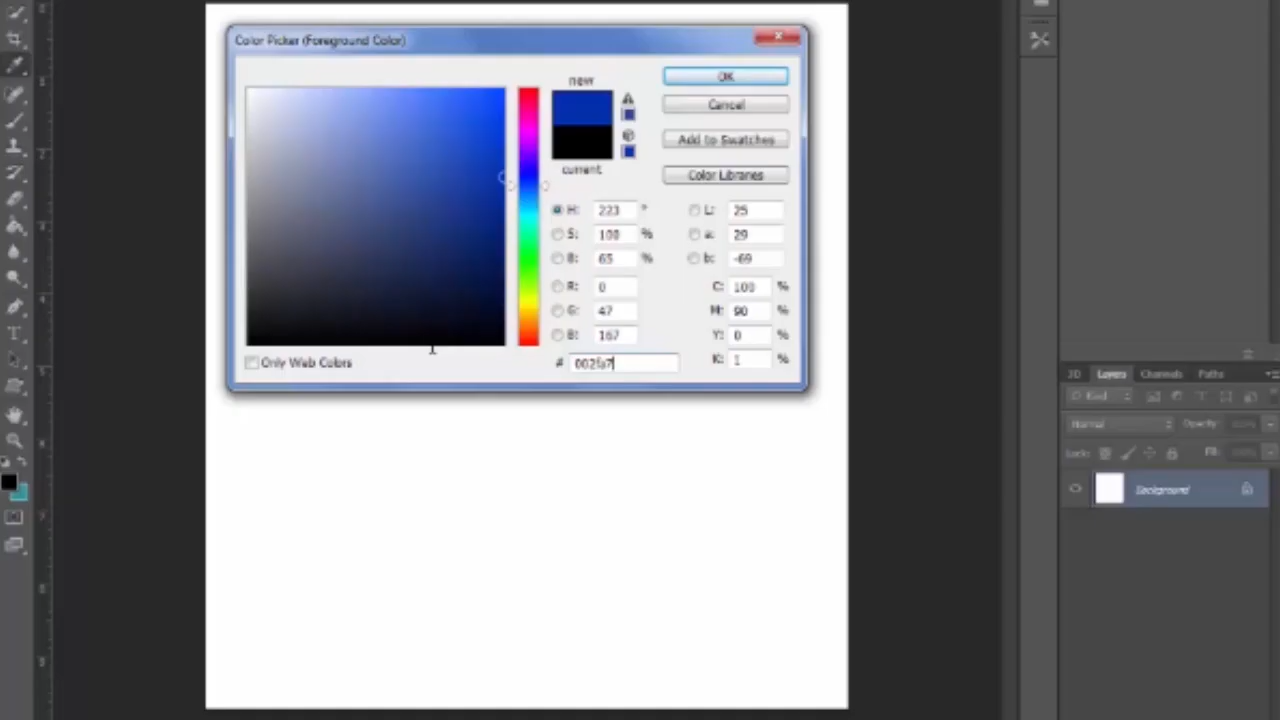 Color Picker (Foreground Color)
new
current
OK
Cancel
Add to Swatches
Color Libraries
H: 223 °
S: 100 %
B: 65 %
R: 0
G: 47
B: 167
# 002fa7
L: 25
a: 29
b: -69
C: 100 %
M: 90 %
Y: 0 %
K: 1 %
Only Web Colors
3D Layers Channels Paths
Kind
Normal Opacity:
Lock: Fill:
Background